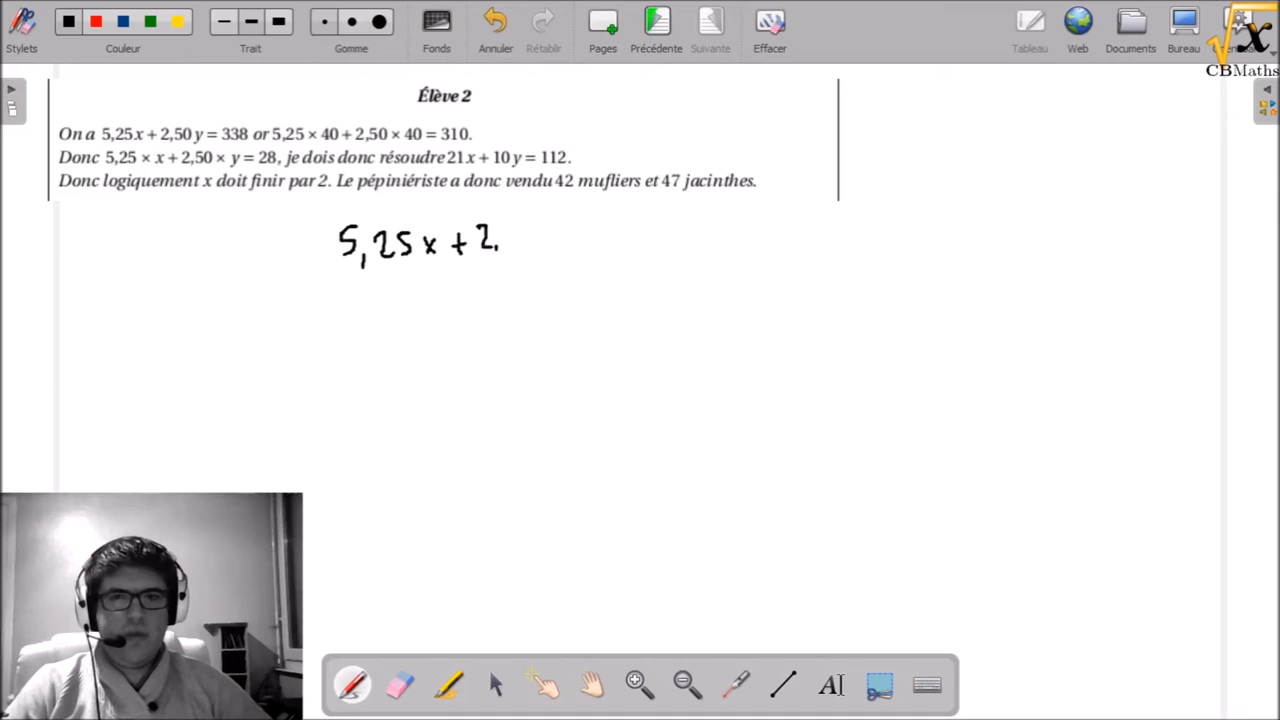 Stylets Couleur Trait Gomme Fonds Annuler Rétablir Pages Précédente Suivante Effacer Tableau Web Documents Bureau
CBMaths
Élève 2
On a 5,25x + 2,50y = 338 or 5,25 × 40 + 2,50 × 40 = 310.
Donc 5,25 × x + 2,50 × y = 28, je dois donc résoudre 21x + 10y = 112.
Donc logiquement x doit finir par 2. Le pépiniériste a donc vendu 42 mufliers et 47 jacinthes.
5,25x + 2,
AI